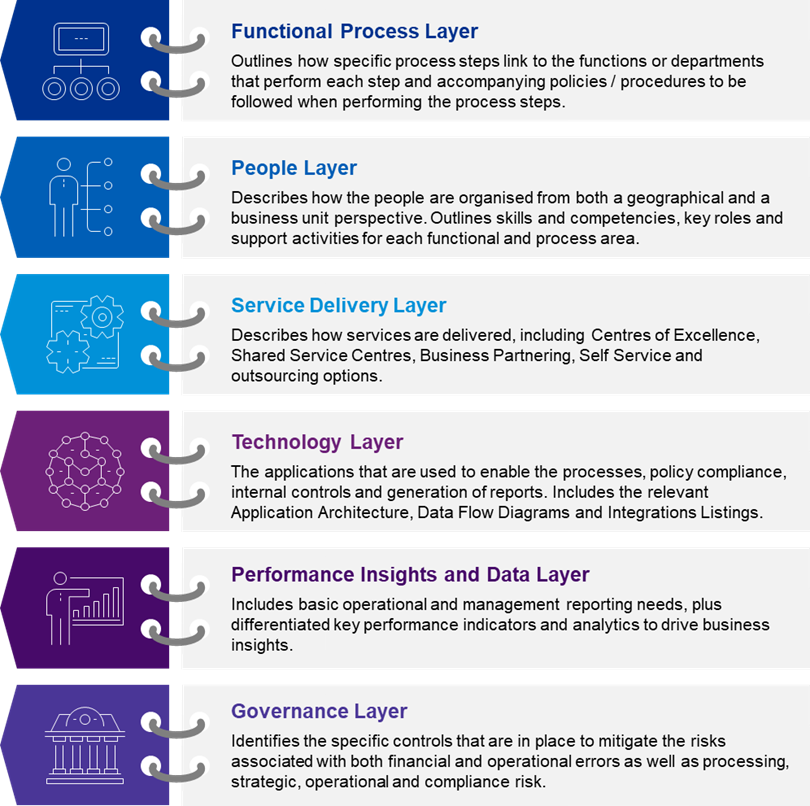 Functional Process Layer
Outlines how specific process steps link to the functions or departments
that perform each step and accompanying policies / procedures to be
followed when performing the process steps.
People Layer
Describes how the people are organised from both a geographical and a
business unit perspective. Outlines skills and competencies, key roles and
support activities for each functional and process area.
Service Delivery Layer
Describes how services are delivered, including Centres of Excellence,
Shared Service Centres, Business Partnering, Self Service and
outsourcing options.
Technology Layer
The applications that are used to enable the processes, policy compliance,
internal controls and generation of reports. Includes the relevant
Application Architecture, Data Flow Diagrams and Integrations Listings.
Performance Insights and Data Layer
Includes basic operational and management reporting needs, plus
differentiated key performance indicators and analytics to drive business
insights.
Governance Layer
Identifies the specific controls that are in place to mitigate the risks
associated with both financial and operational errors as well as processing,
strategic, operational and compliance risk.